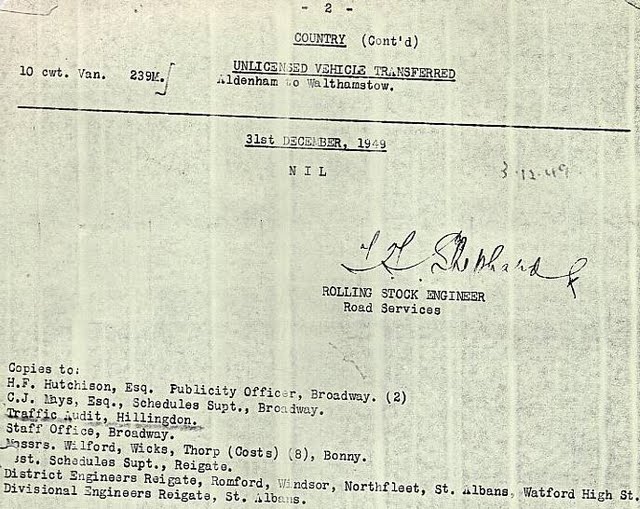 - 2 -
COUNTRY (Cont'd)
UNLICENSED VEHICLE TRANSFERRED
10 cwt. Van. 239M. Aldenham to Walthamstow.
31st DECEMBER, 1949
NIL
3.12.49
Shephard
ROLLING STOCK ENGINEER
Road Services
Copies to:
H.F. Hutchison, Esq. Publicity Officer, Broadway. (2)
C.J. Mays, Esq., Schedules Supt., Broadway.
Traffic Audit, Hillingdon.
Staff Office, Broadway.
Messrs. Wilford, Wicks, Thorp (Costs) (8), Bonny.
Asst. Schedules Supt., Reigate.
District Engineers Reigate, Romford, Windsor, Northfleet, St. Albans, Watford High St.
Divisional Engineers Reigate, St. Albans.